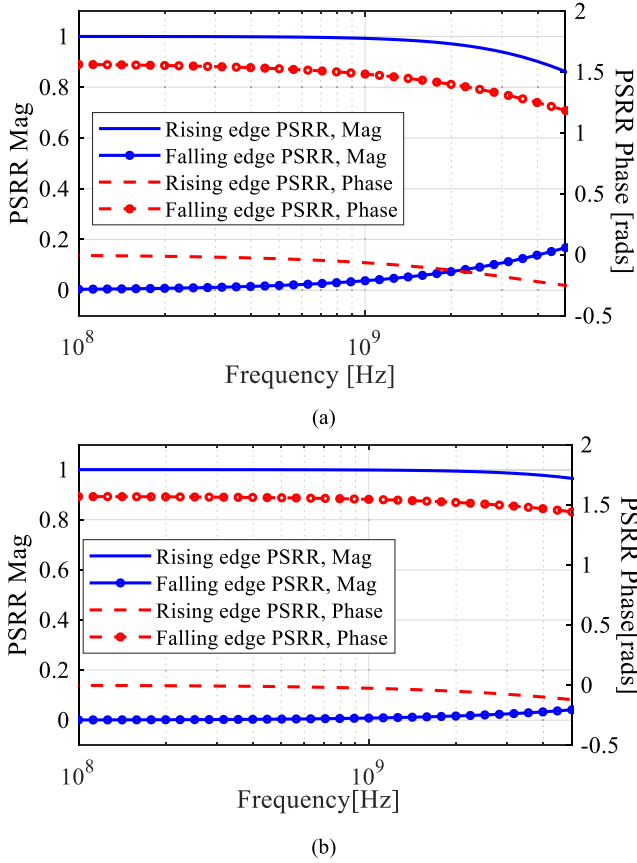 PSRR Mag
1
0.8
0.6
0.4
0.2
0
2
1.5
1
0.5
0
-0.5
PSRR Phase [rads]
Rising edge PSRR, Mag
Falling edge PSRR, Mag
Rising edge PSRR, Phase
Falling edge PSRR, Phase
10^8
10^9
Frequency [Hz]
(a)
PSRR Mag
1
0.8
0.6
0.4
0.2
0
2
1.5
1
0.5
0
-0.5
PSRR Phase[rads]
Rising edge PSRR, Mag
Falling edge PSRR, Mag
Rising edge PSRR, Phase
Falling edge PSRR, Phase
10^8
10^9
Frequency[Hz]
(b)